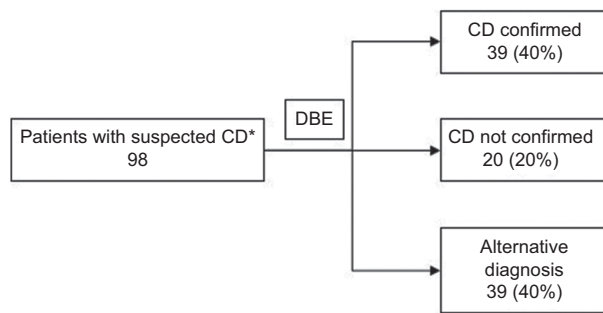 CD confirmed
39 (40%)
DBE
Patients with suspected CD*
98
CD not confirmed
20 (20%)
Alternative
diagnosis
39 (40%)